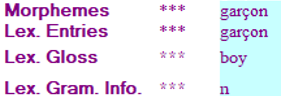 Morphemes *** garçon
Lex. Entries *** garçon
Lex. Gloss *** boy
Lex. Gram. Info. *** n